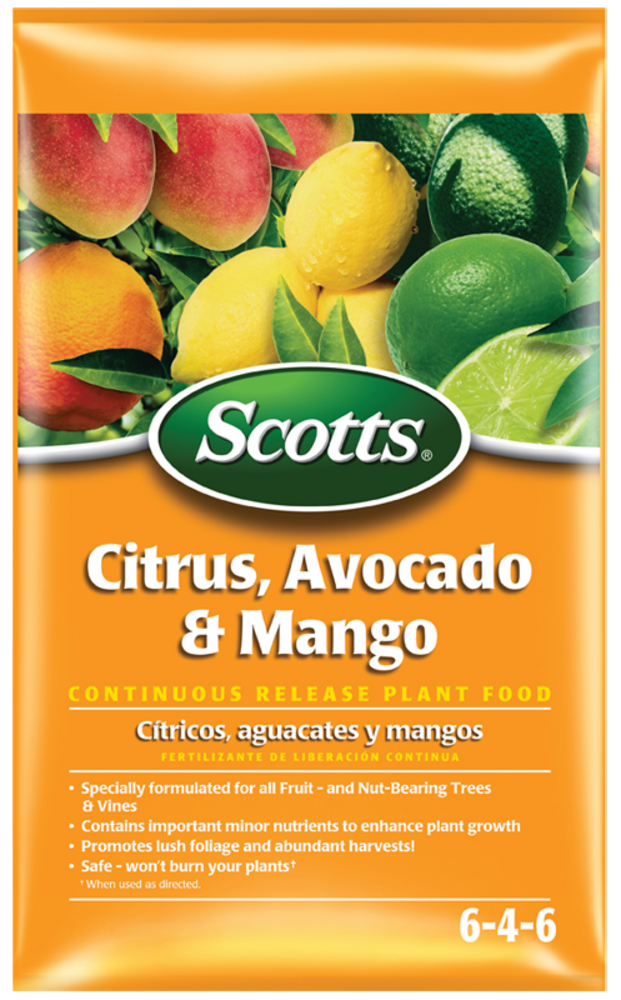 Scotts®
Citrus, Avocado
& Mango
CONTINUOUS RELEASE PLANT FOOD
Cítricos, aguacates y mangos
FERTILIZANTE DE LIBERACIÓN CONTINUA
• Specially formulated for all Fruit - and Nut-Bearing Trees
& Vines
• Contains important minor nutrients to enhance plant growth
• Promotes lush foliage and abundant harvests!
• Safe - won't burn your plants†
† When used as directed.
6-4-6